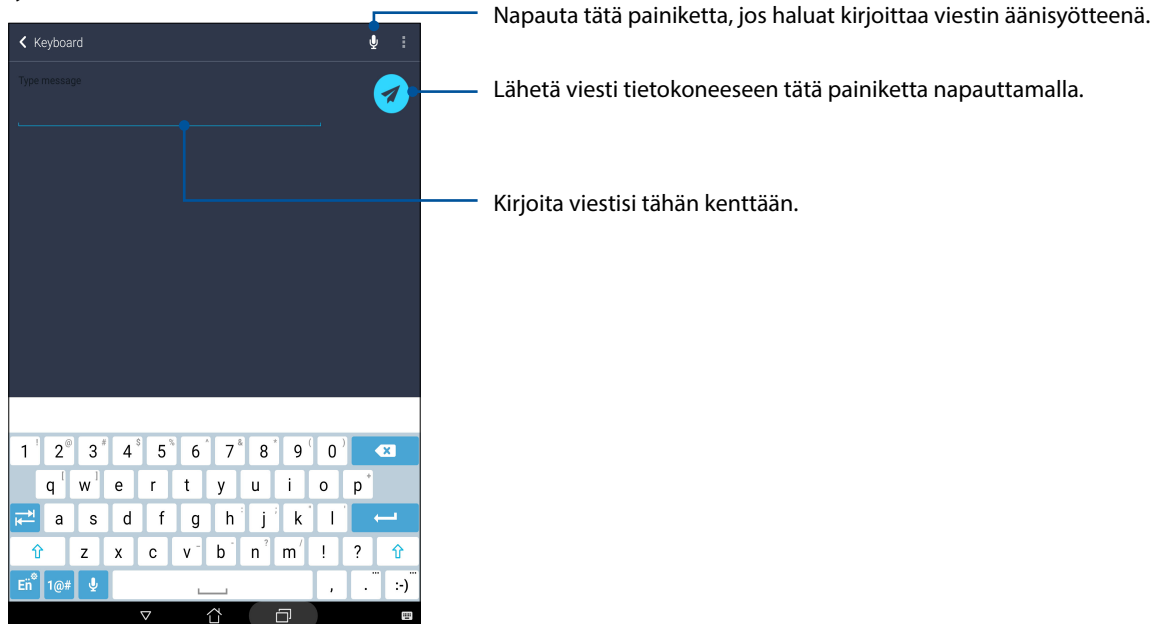 Napauta tätä painiketta, jos haluat kirjoittaa viestin äänisyötteenä.
Keyboard
Type message
Lähetä viesti tietokoneeseen tätä painiketta napauttamalla.
Kirjoita viestisi tähän kenttään.
1 ! 2 @ 3 # 4 $ 5 % 6 ^ 7 & 8 * 9 ( 0 )
q [ w ] e r t y u i o p +
a s d f g h : j ; k " l '
z x c v - b - n ? m / ! ?
En 1@# , . ... :-) ...